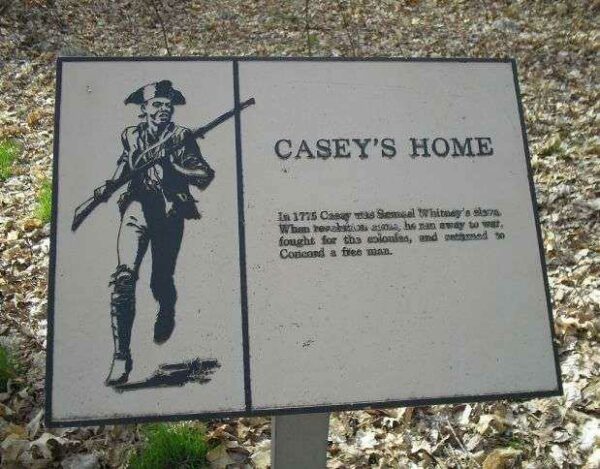 CASEY'S HOME
In 1775 Casey was Samuel Whitney's slave.
When revolution came, he ran away to war,
fought for the colonies, and returned to
Concord a free man.